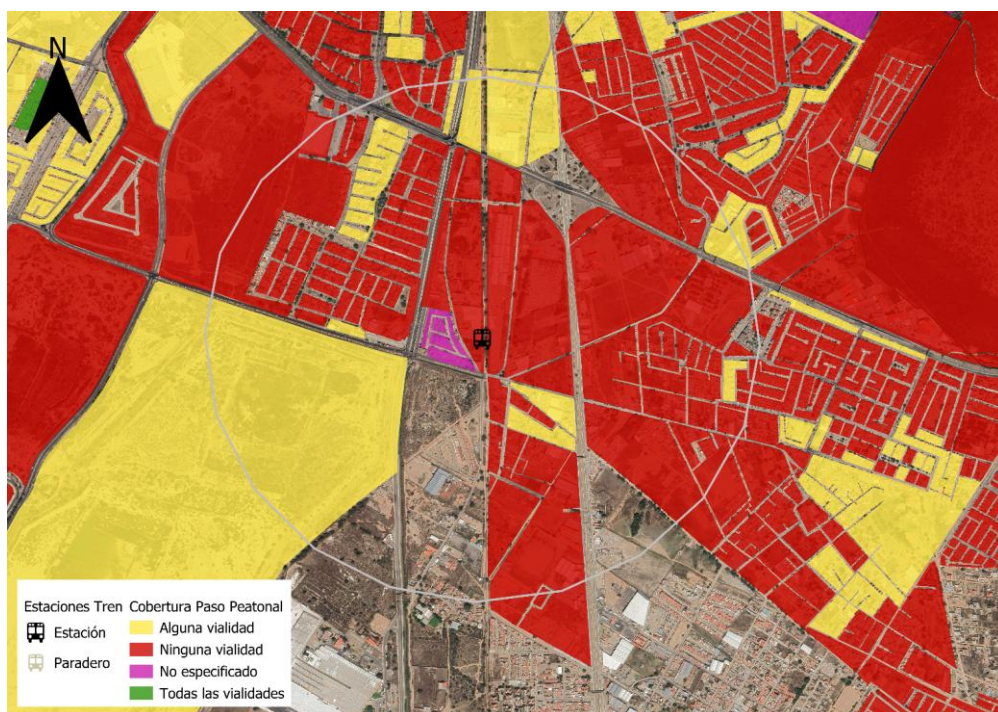 N
Estaciones Tren Cobertura Paso Peatonal
Estación
Paradero
Alguna vialidad
Ninguna vialidad
No especificado
Todas las vialidades